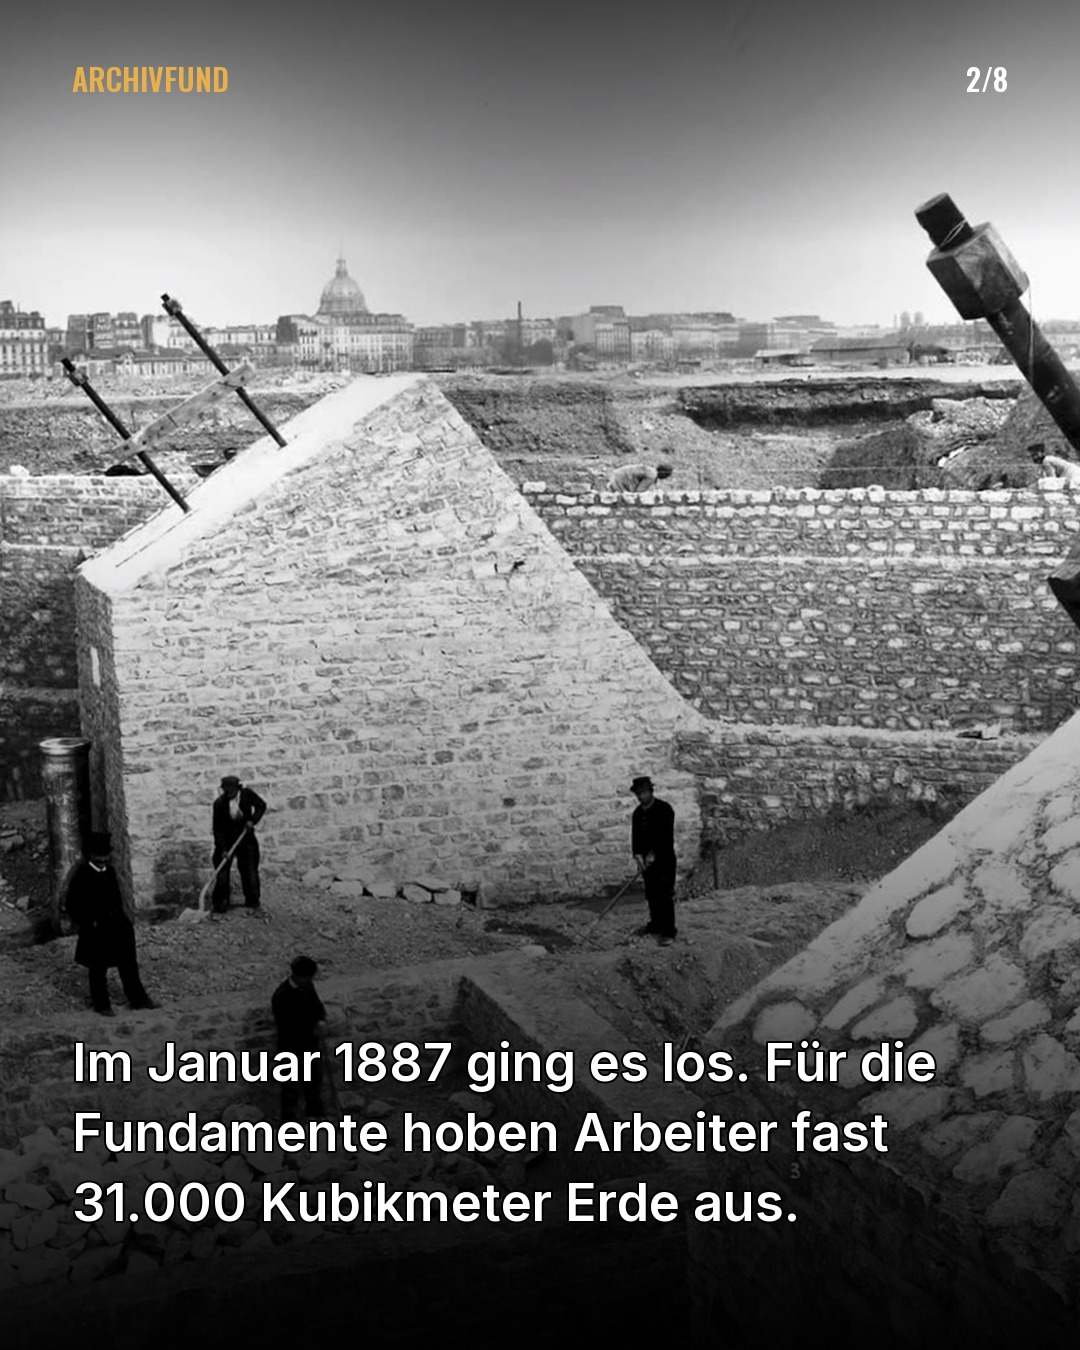 ARCHIVFUND
2/8
Im Januar 1887 ging es los. Für die
Fundamente hoben Arbeiter fast
31.000 Kubikmeter Erde aus.
3